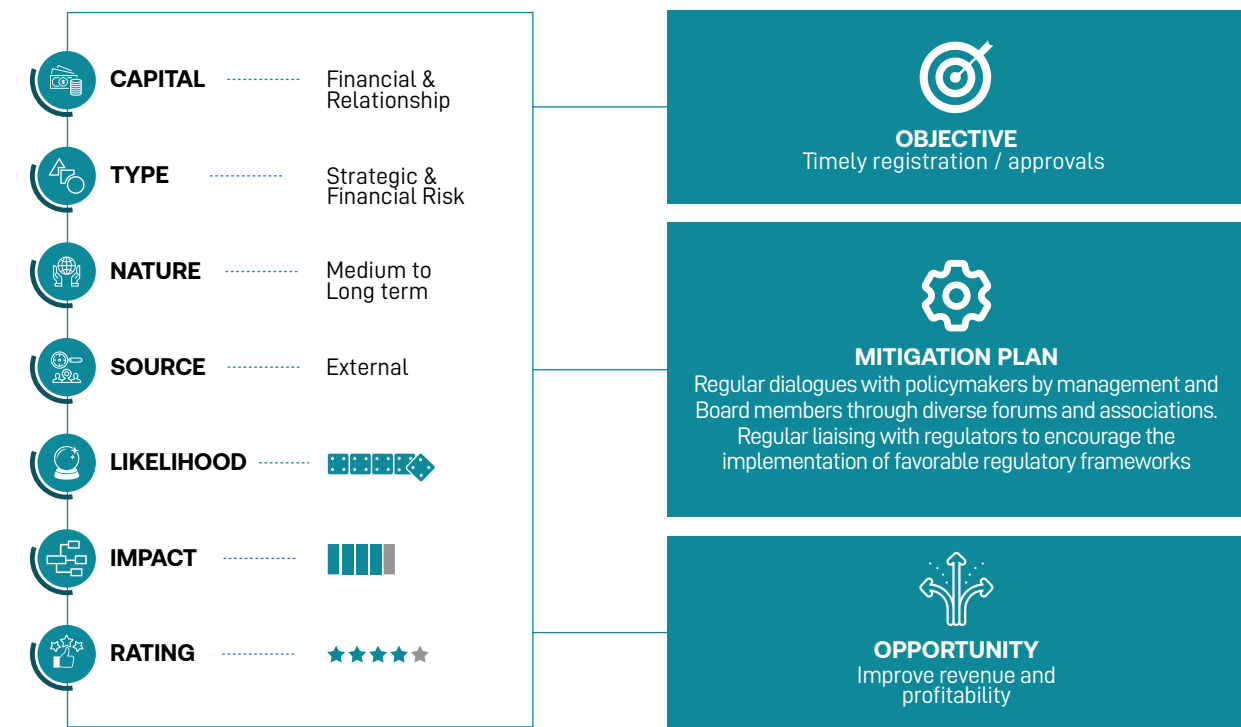 CAPITAL
Financial &
Relationship
TYPE
Strategic &
Financial Risk
NATURE
Medium to
Long term
SOURCE
External
LIKELIHOOD
IMPACT
RATING
OBJECTIVE
Timely registration / approvals
MITIGATION PLAN
Regular dialogues with policymakers by management and
Board members through diverse forums and associations.
Regular liaising with regulators to encourage the
implementation of favorable regulatory frameworks
OPPORTUNITY
Improve revenue and
profitability